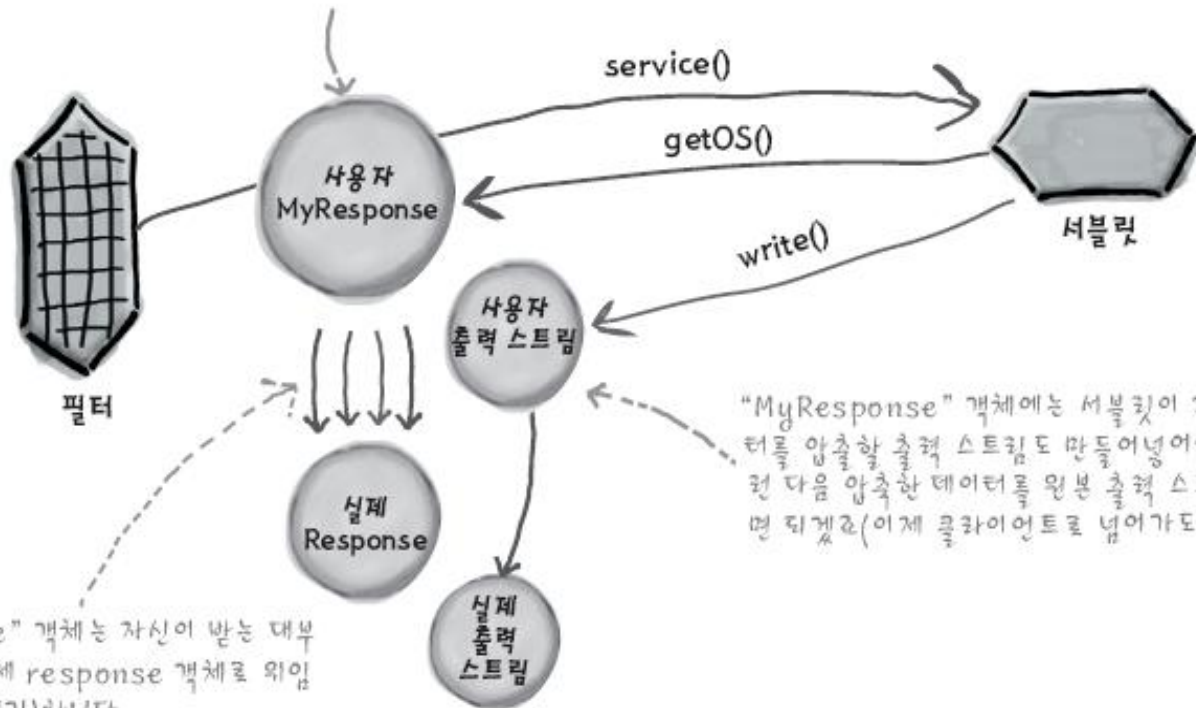 service()
getOS()
write()
사용자
MyResponse
서블릿
사용자
출력 스트림
필터
실제
Response
실제
출력
스트림
"MyResponse" 객체에는 서블릿이
터를 압출할 출력 스트림도 만들어넣어
런 다음 압축한 데이터를 원본 출력 스
면 되겠죠(이제 클라이언트로 넘어가도
e" 객체는 자신이 받는 대부
제 response 객체로 위임